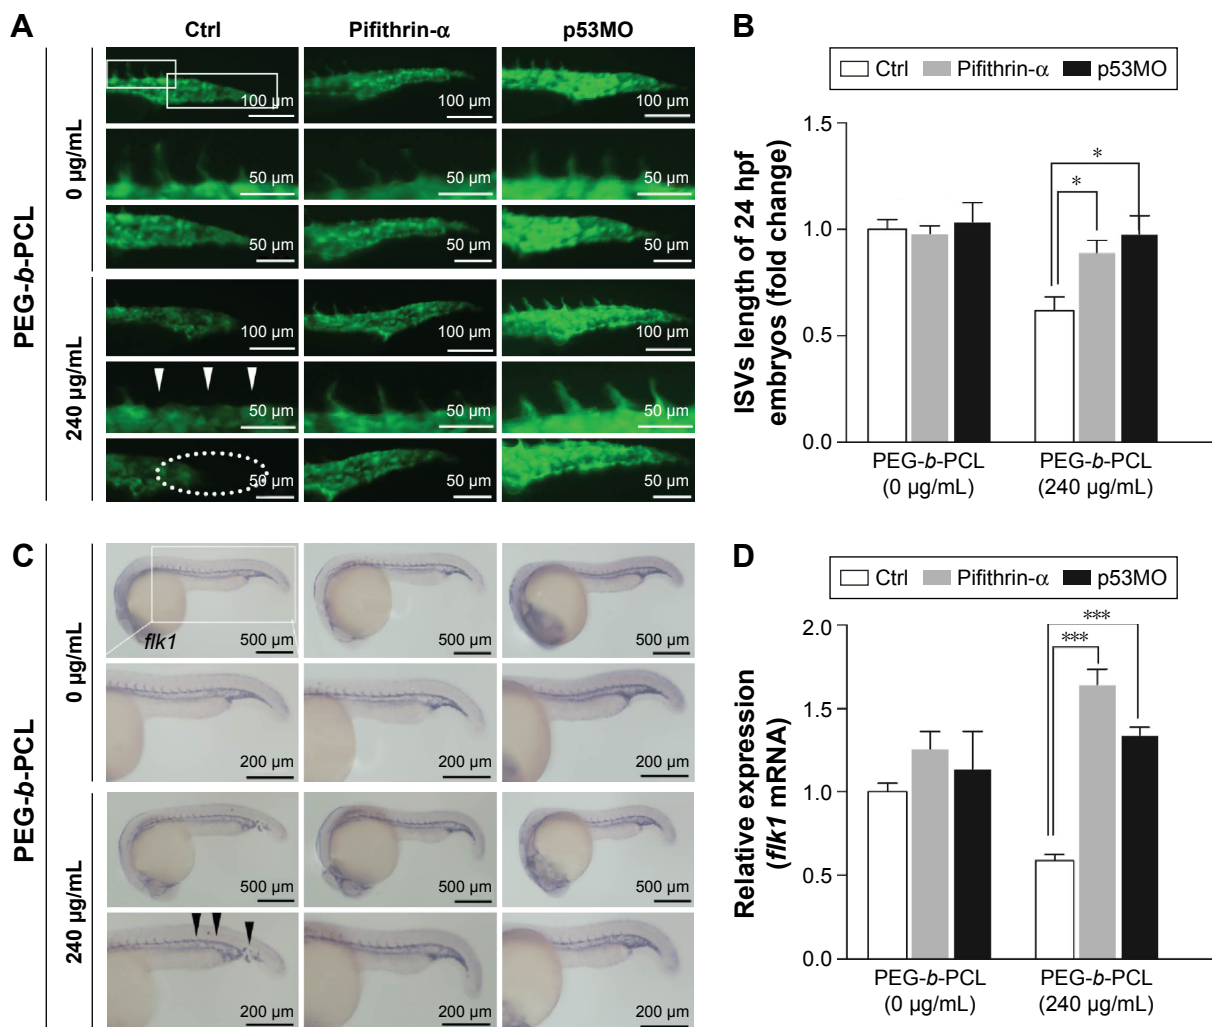 A
Ctrl
Pifithrin-α
p53MO
PEG-b-PCL
0 µg/mL
100 µm
100 µm
100 µm
50 µm
50 µm
50 µm
50 µm
50 µm
50 µm
240 µg/mL
100 µm
100 µm
100 µm
50 µm
50 µm
50 µm
50 µm
50 µm
50 µm
B
Ctrl
Pifithrin-α
p53MO
ISVs length of 24 hpf
embryos (fold change)
1.5
1.0
0.5
0.0
*
*
PEG-b-PCL
(0 µg/mL)
PEG-b-PCL
(240 µg/mL)
C
PEG-b-PCL
0 µg/mL
flk1
500 µm
500 µm
500 µm
200 µm
200 µm
200 µm
240 µg/mL
500 µm
500 µm
500 µm
200 µm
200 µm
200 µm
D
Ctrl
Pifithrin-α
p53MO
Relative expression
(flk1 mRNA)
2.0
1.5
1.0
0.5
0.0
***
***
PEG-b-PCL
(0 µg/mL)
PEG-b-PCL
(240 µg/mL)